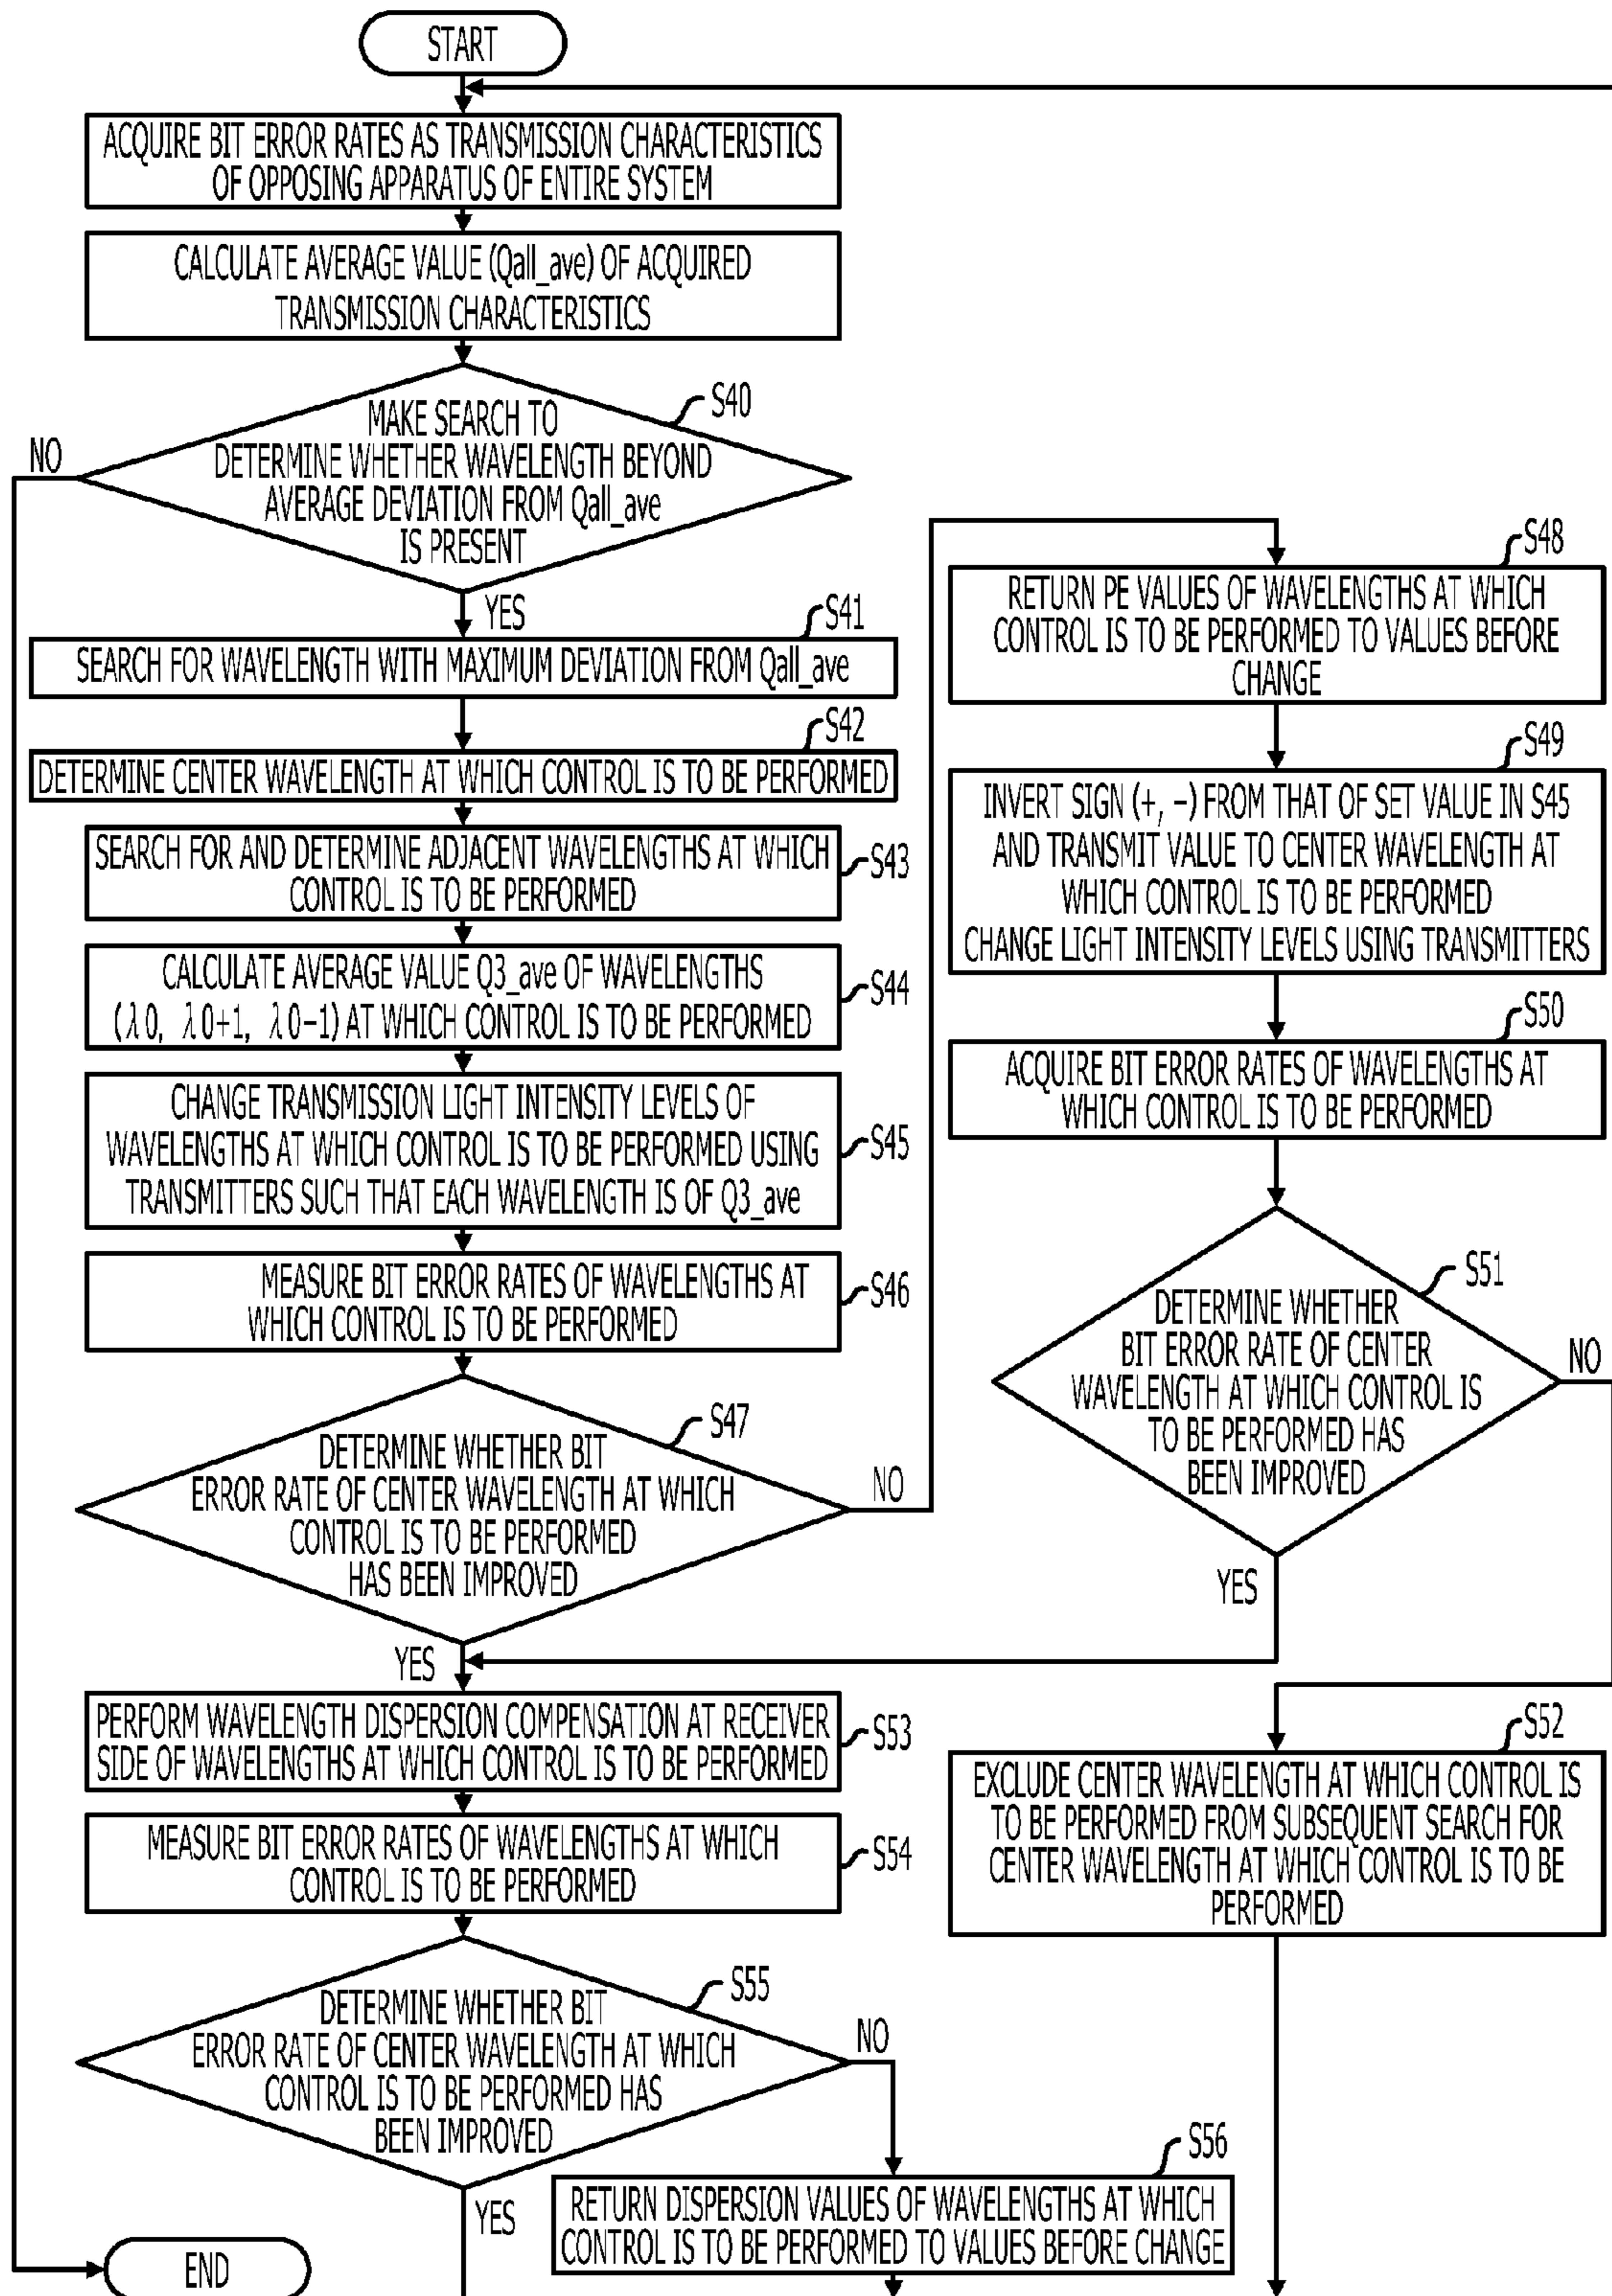 START
ACQUIRE BIT ERROR RATES AS TRANSMISSION CHARACTERISTICS
OF OPPOSING APPARATUS OF ENTIRE SYSTEM
CALCULATE AVERAGE VALUE (Qall_ave) OF ACQUIRED
TRANSMISSION CHARACTERISTICS
S40
MAKE SEARCH TO
DETERMINE WHETHER WAVELENGTH BEYOND
AVERAGE DEVIATION FROM Qall_ave
IS PRESENT
NO
YES
S41
SEARCH FOR WAVELENGTH WITH MAXIMUM DEVIATION FROM Qall_ave
S42
DETERMINE CENTER WAVELENGTH AT WHICH CONTROL IS TO BE PERFORMED
SEARCH FOR AND DETERMINE ADJACENT WAVELENGTHS AT WHICH
CONTROL IS TO BE PERFORMED
S43
CALCULATE AVERAGE VALUE Q3_ave OF WAVELENGTHS
(λ0, λ0+1, λ0−1) AT WHICH CONTROL IS TO BE PERFORMED
S44
CHANGE TRANSMISSION LIGHT INTENSITY LEVELS OF
WAVELENGTHS AT WHICH CONTROL IS TO BE PERFORMED USING
TRANSMITTERS SUCH THAT EACH WAVELENGTH IS OF Q3_ave
S45
MEASURE BIT ERROR RATES OF WAVELENGTHS AT
WHICH CONTROL IS TO BE PERFORMED
S46
S47
DETERMINE WHETHER BIT
ERROR RATE OF CENTER WAVELENGTH AT WHICH
CONTROL IS TO BE PERFORMED
HAS BEEN IMPROVED
NO
YES
S48
RETURN PE VALUES OF WAVELENGTHS AT WHICH
CONTROL IS TO BE PERFORMED TO VALUES BEFORE
CHANGE
S49
INVERT SIGN (+, −) FROM THAT OF SET VALUE IN S45
AND TRANSMIT VALUE TO CENTER WAVELENGTH AT
WHICH CONTROL IS TO BE PERFORMED
CHANGE LIGHT INTENSITY LEVELS USING TRANSMITTERS
S50
ACQUIRE BIT ERROR RATES OF WAVELENGTHS AT
WHICH CONTROL IS TO BE PERFORMED
S51
DETERMINE WHETHER
BIT ERROR RATE OF CENTER
WAVELENGTH AT WHICH CONTROL IS
TO BE PERFORMED HAS
BEEN IMPROVED
NO
YES
S52
EXCLUDE CENTER WAVELENGTH AT WHICH CONTROL IS
TO BE PERFORMED FROM SUBSEQUENT SEARCH FOR
CENTER WAVELENGTH AT WHICH CONTROL IS TO BE
PERFORMED
PERFORM WAVELENGTH DISPERSION COMPENSATION AT RECEIVER
SIDE OF WAVELENGTHS AT WHICH CONTROL IS TO BE PERFORMED
S53
MEASURE BIT ERROR RATES OF WAVELENGTHS AT WHICH
CONTROL IS TO BE PERFORMED
S54
S55
DETERMINE WHETHER BIT
ERROR RATE OF CENTER WAVELENGTH AT WHICH
CONTROL IS TO BE PERFORMED HAS
BEEN IMPROVED
NO
YES
S56
RETURN DISPERSION VALUES OF WAVELENGTHS AT WHICH
CONTROL IS TO BE PERFORMED TO VALUES BEFORE CHANGE
END